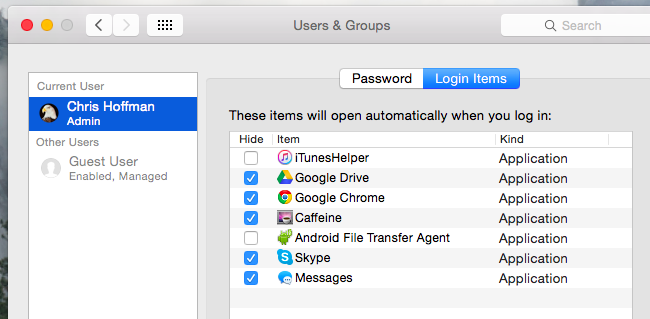 Users & Groups
Search
Current User
Chris Hoffman
Admin
Other Users
Guest User
Enabled, Managed
Password
Login Items
These items will open automatically when you log in:
Hide Item Kind
iTunesHelper Application
Google Drive Application
Google Chrome Application
Caffeine Application
Android File Transfer Agent Application
Skype Application
Messages Application